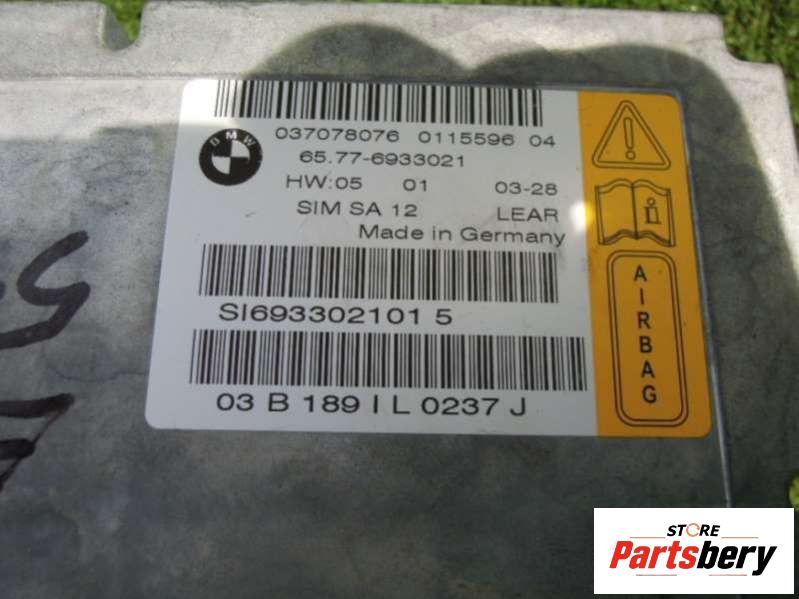 BMW
037078076 0115596 04
65.77-6933021
HW:05 01 03-28
SIM SA 12 LEAR
Made in Germany
SI693302101 5
03 B 189 I L 0237 J
AIRBAG
STORE
Partsbery